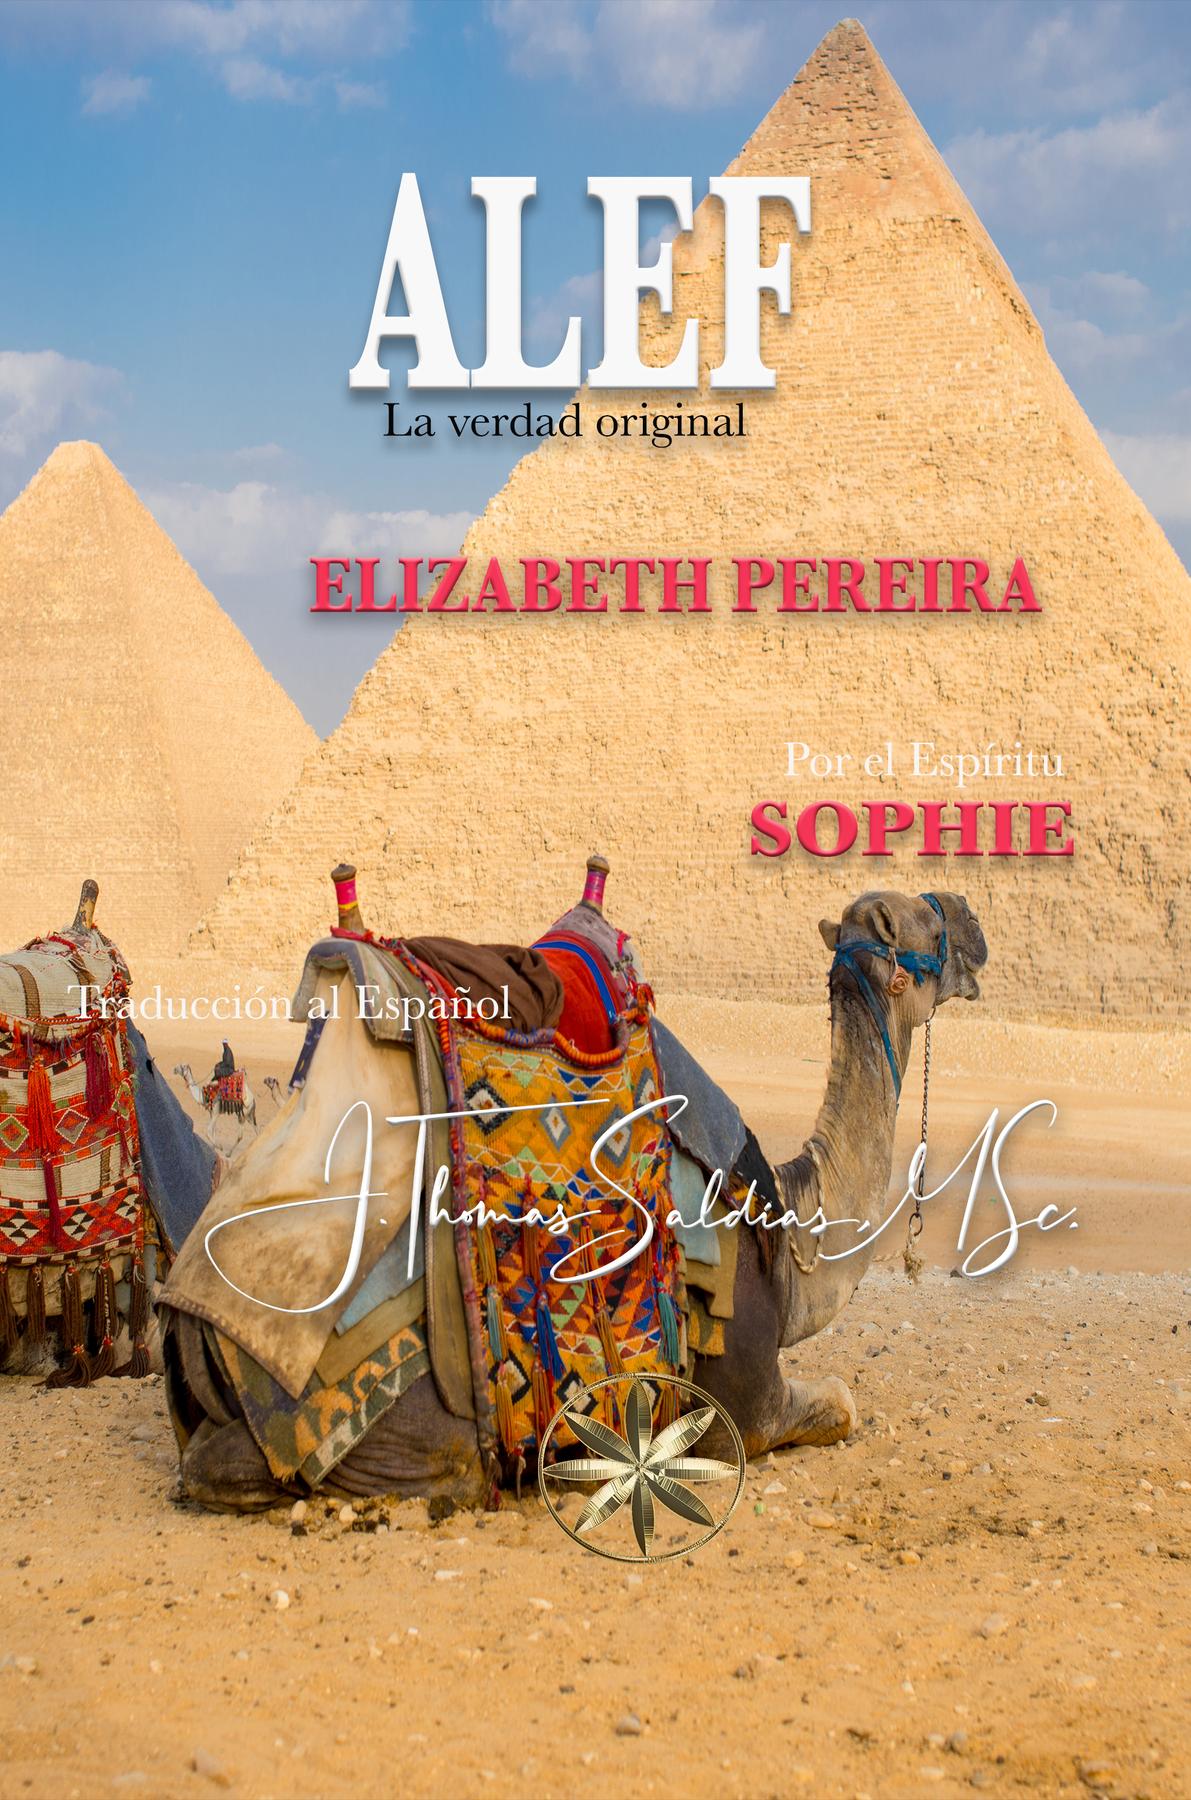 ALEF
La verdad original
ELIZABETH PEREIRA
Por el Espíritu
SOPHIE
Traducción al Español
J. Thomas Saldias, MSc.